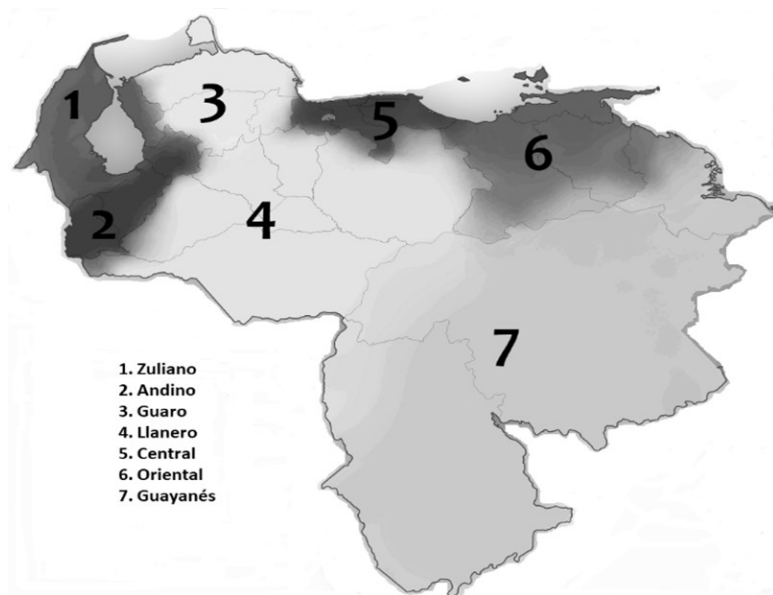 1
3
5
6
2
4
7
1. Zuliano
2. Andino
3. Guaro
4. Llanero
5. Central
6. Oriental
7. Guayanés